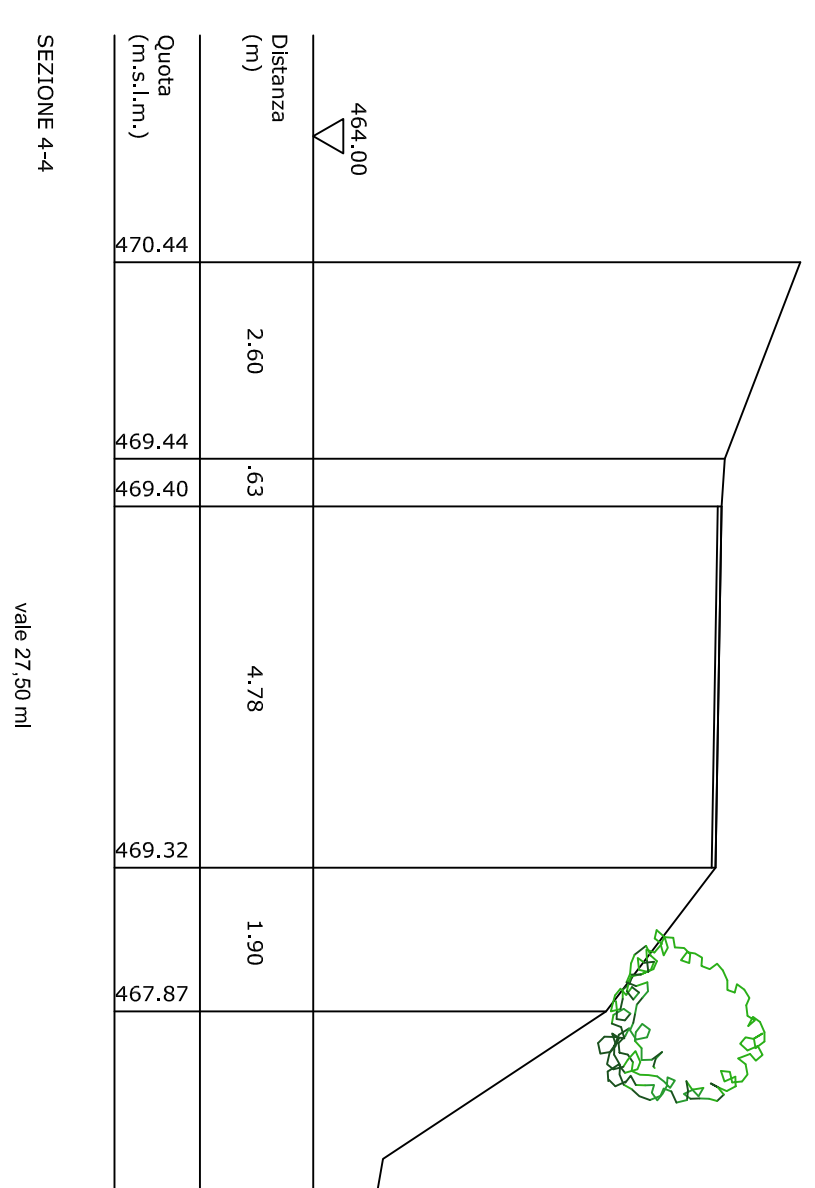 464.00
Distanza
(m)
2.60
.63
4.78
1.90
Quota
(m.s.l.m.)
470.44
469.44
469.40
469.32
467.87
SEZIONE 4-4
vale 27,50 ml